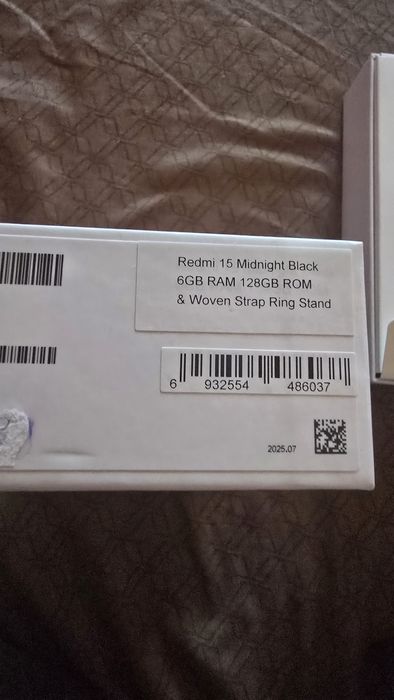 Redmi 15 Midnight Black
6GB RAM 128GB ROM
& Woven Strap Ring Stand
6 932554 486037
2025.07